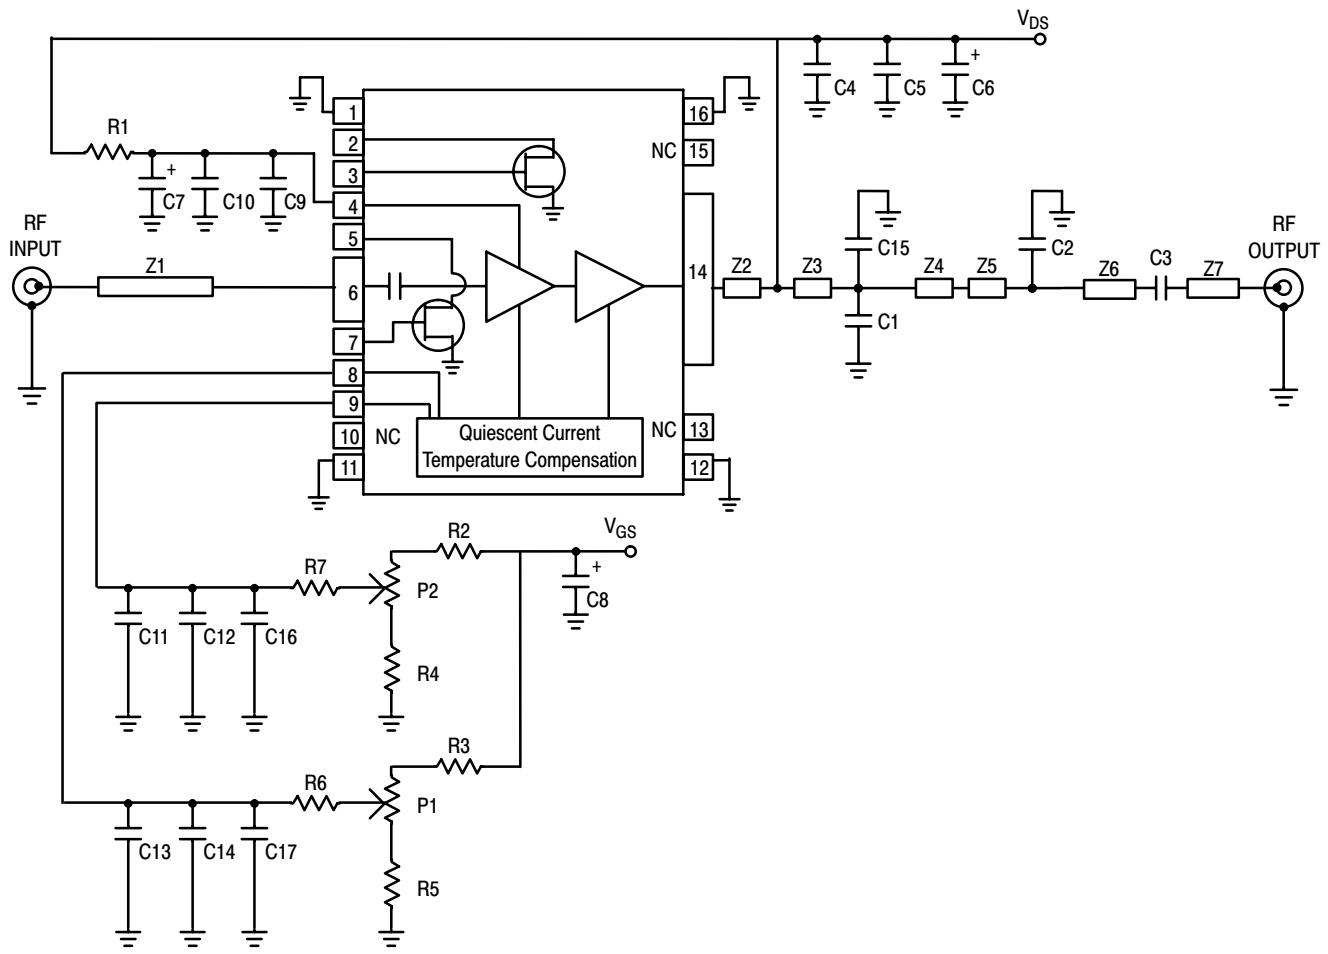 V_DS
+
C4
C5
C6
1
16
R1
2
NC 15
3
+
C7
C10
C9
4
RF
INPUT
5
C15
C2
RF
OUTPUT
Z1
6
14
Z2
Z3
Z4
Z5
Z6
C3
Z7
C1
7
8
9
10 NC
Quiescent Current
Temperature Compensation
NC 13
11
12
V_GS
R2
+
C8
R7
P2
C11
C12
C16
R4
R3
R6
P1
C13
C14
C17
R5